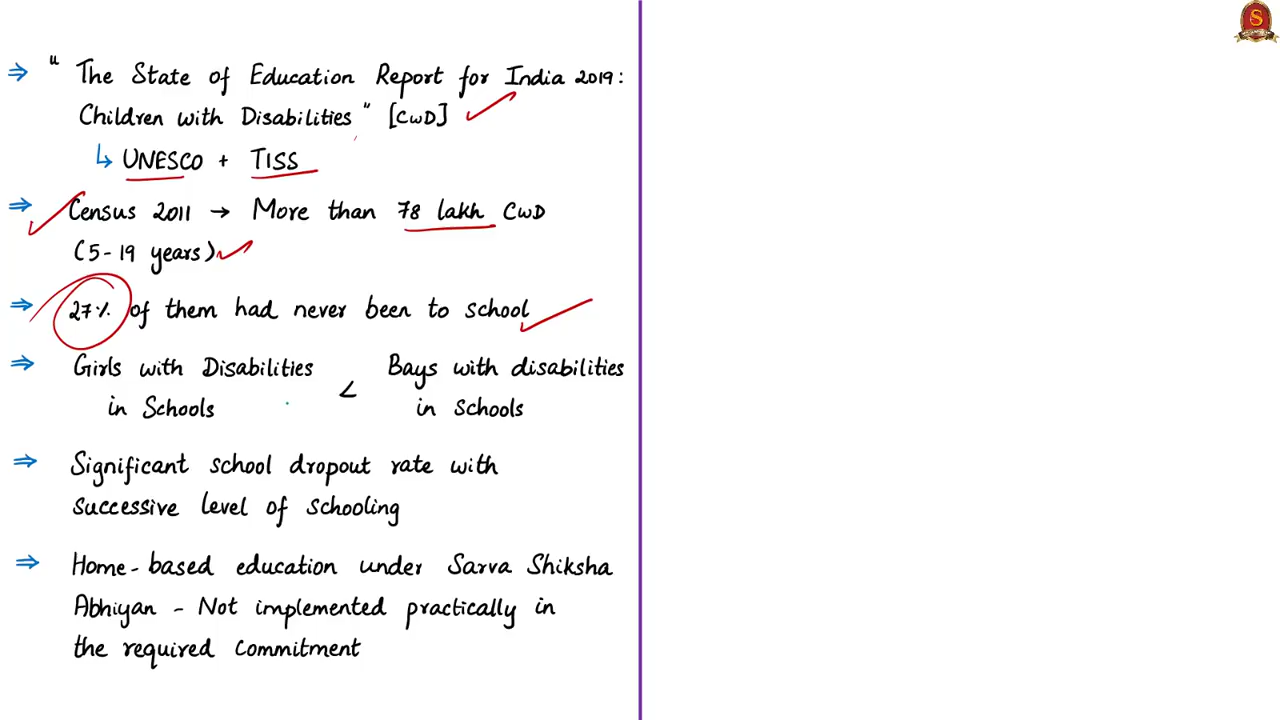 ⇒ " The State of Education Report for India 2019:
Children with Disabilities " [CwD]
↳ UNESCO + TISS
⇒ Census 2011 → More than 78 lakh CwD
(5-19 years)
⇒ 27% of them had never been to school
⇒ Girls with Disabilities < Bays with disabilities
in Schools in schools
⇒ Significant school dropout rate with
successive level of schooling
⇒ Home-based education under Sarva Shiksha
Abhiyan - Not implemented practically in
the required commitment
S